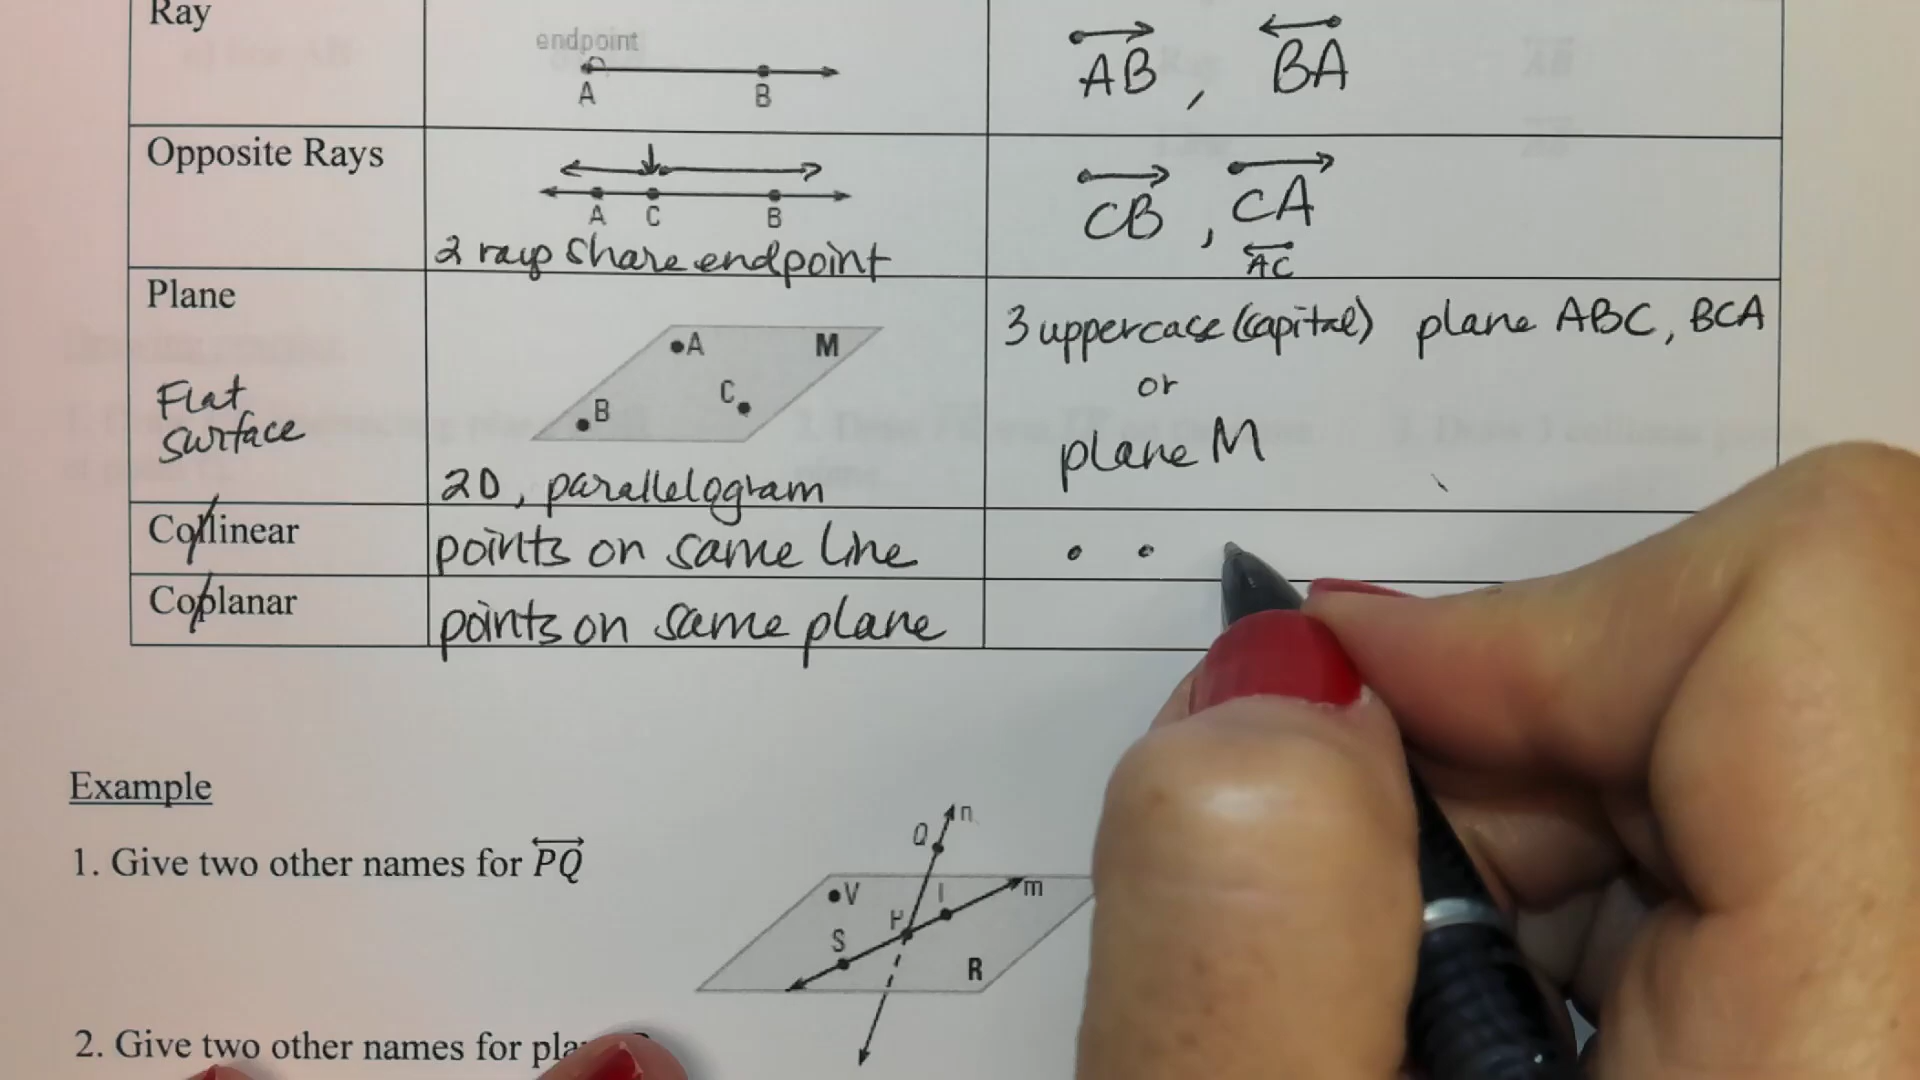 Ray
endpoint
A B
AB, BA
Opposite Rays
A C B
2 rays share endpoint
CB, CA
AC
Plane
Flat
surface
A M
C
B
2D, parallelogram
3 uppercase (capital) plane ABC, BCA
or
plane M
Collinear
points on same line
Coplanar
points on same plane
Example
1. Give two other names for PQ
n
Q
V
m
P
S
R
2. Give two other names for